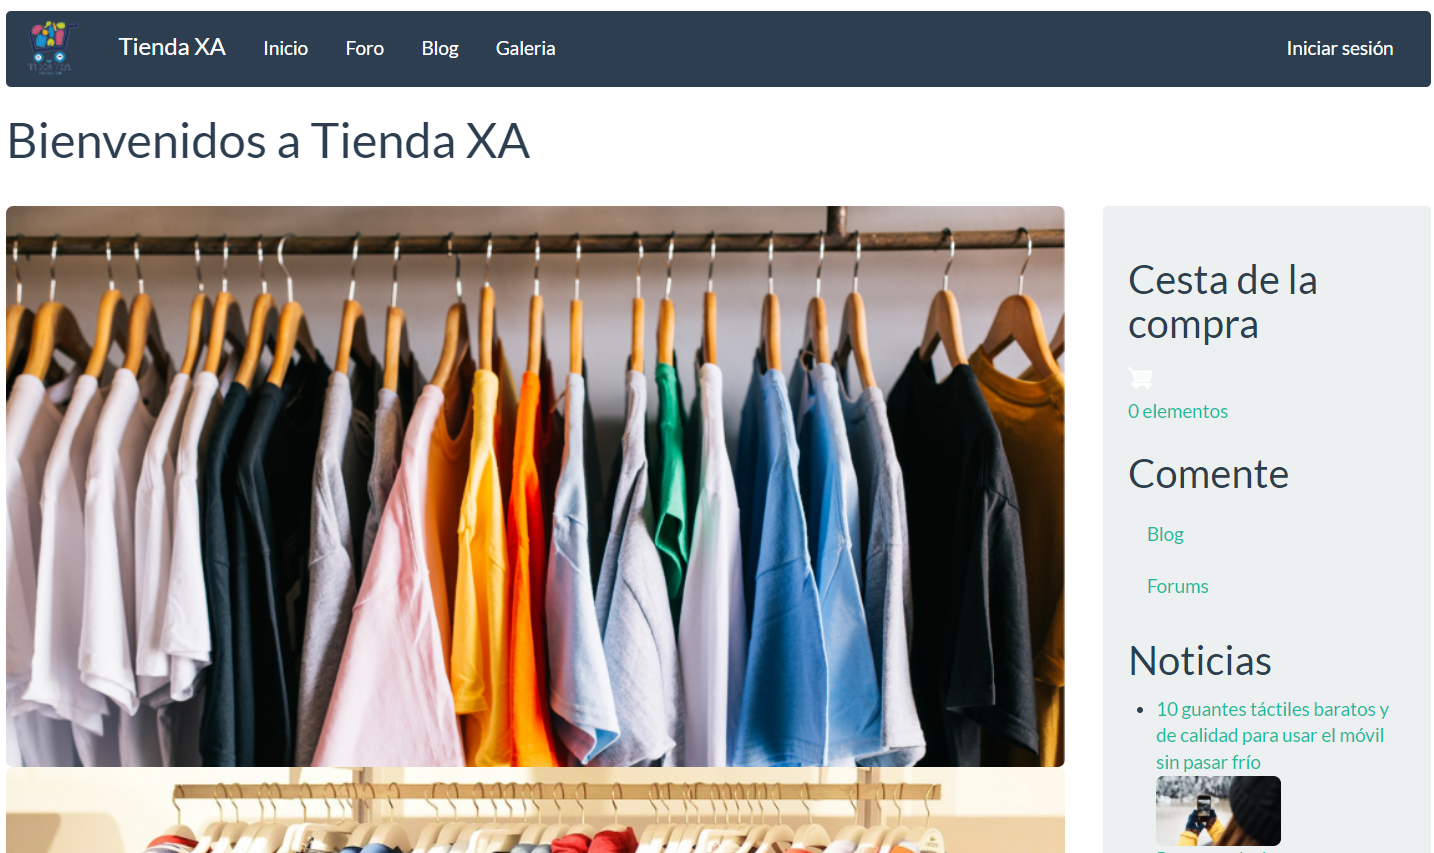 Tienda XA Inicio Foro Blog Galeria Iniciar sesión
Bienvenidos a Tienda XA
Cesta de la
compra
0 elementos
Comente
Blog
Forums
Noticias
10 guantes táctiles baratos y
de calidad para usar el móvil
sin pasar frío